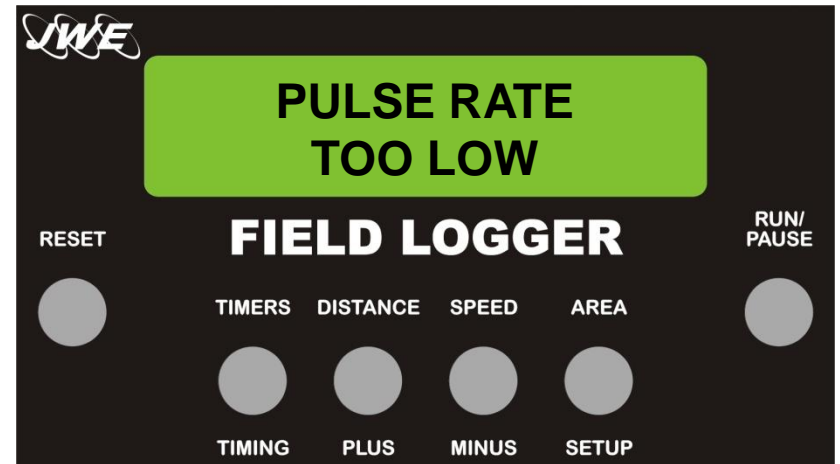 JWE
PULSE RATE
TOO LOW
FIELD LOGGER
RESET
RUN/
PAUSE
TIMERS DISTANCE SPEED AREA
TIMING PLUS MINUS SETUP